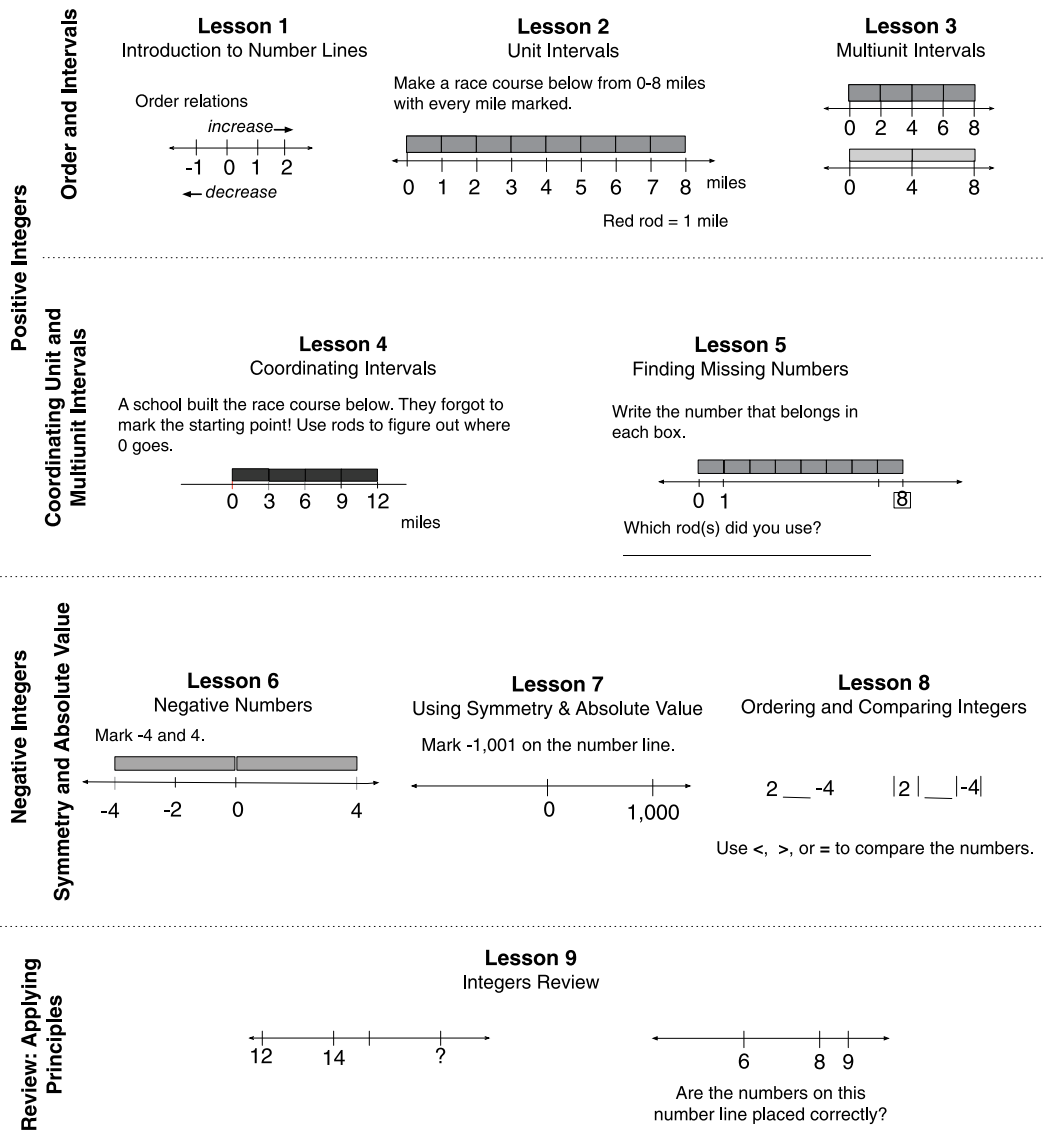 Positive Integers
Order and Intervals
Lesson 1
Introduction to Number Lines
Order relations
increase
-1 0 1 2
decrease
Lesson 2
Unit Intervals
Make a race course below from 0-8 miles
with every mile marked.
0 1 2 3 4 5 6 7 8 miles
Red rod = 1 mile
Lesson 3
Multiunit Intervals
0 2 4 6 8
0 4 8
Coordinating Unit and
Multiunit Intervals
Lesson 4
Coordinating Intervals
A school built the race course below. They forgot to
mark the starting point! Use rods to figure out where
0 goes.
0 3 6 9 12
miles
Lesson 5
Finding Missing Numbers
Write the number that belongs in
each box.
0 1 8
Which rod(s) did you use?
Negative Integers
Symmetry and Absolute Value
Lesson 6
Negative Numbers
Mark -4 and 4.
-4 -2 0 4
Lesson 7
Using Symmetry & Absolute Value
Mark -1,001 on the number line.
0 1,000
Lesson 8
Ordering and Comparing Integers
2 __ -4 |2| __ |-4|
Use <, >, or = to compare the numbers.
Review: Applying
Principles
Lesson 9
Integers Review
12 14 ?
6 8 9
Are the numbers on this
number line placed correctly?